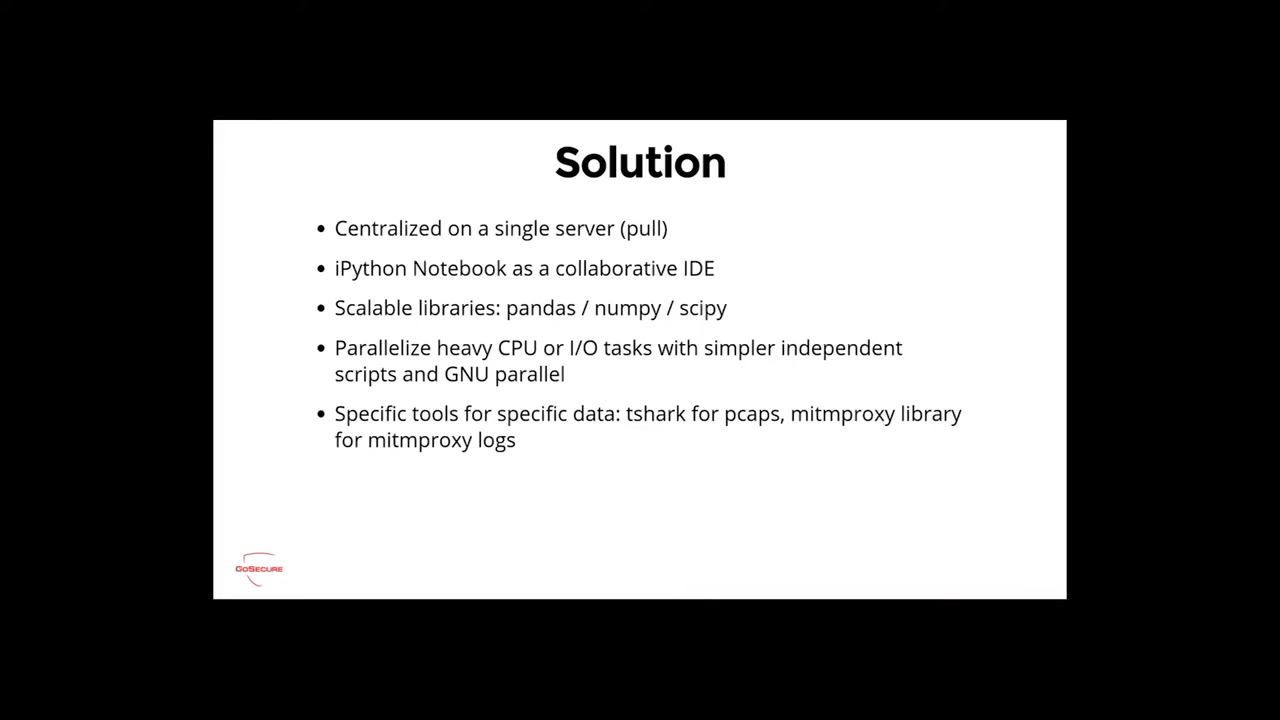 Solution
• Centralized on a single server (pull)
• iPython Notebook as a collaborative IDE
• Scalable libraries: pandas / numpy / scipy
• Parallelize heavy CPU or I/O tasks with simpler independent
scripts and GNU parallel
• Specific tools for specific data: tshark for pcaps, mitmproxy library
for mitmproxy logs
GoSecure